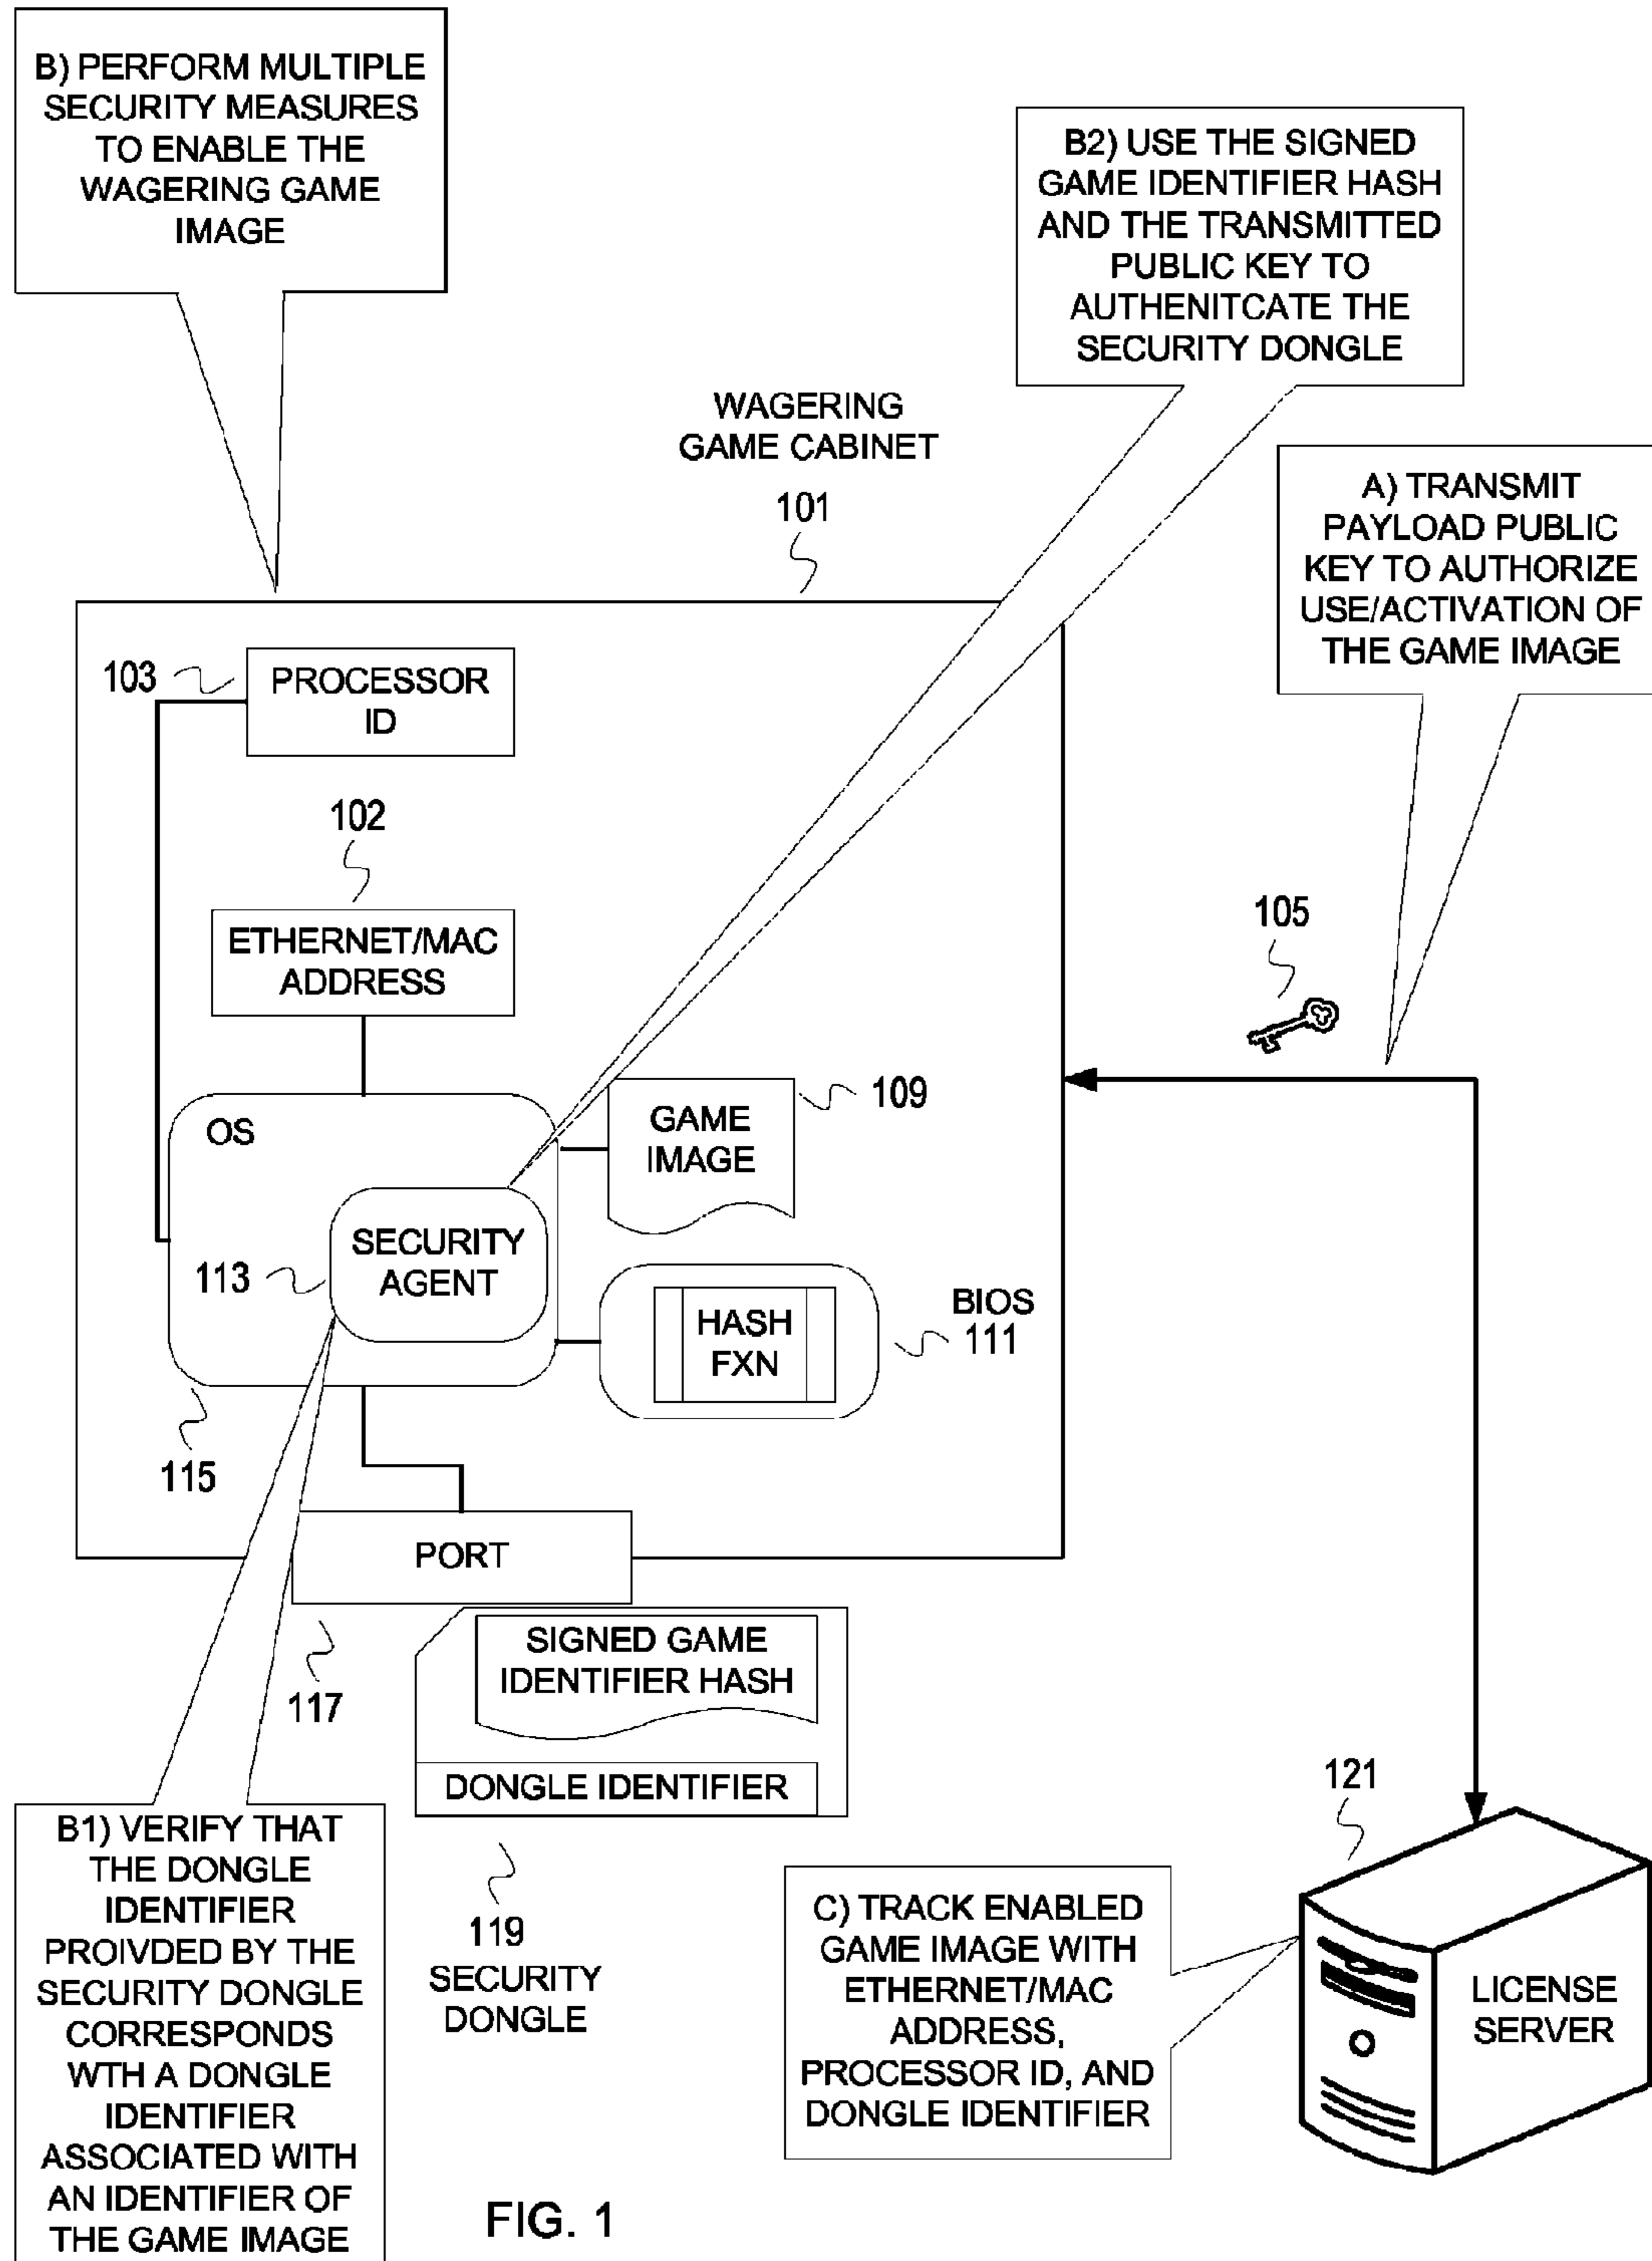 B) PERFORM MULTIPLE
SECURITY MEASURES
TO ENABLE THE
WAGERING GAME
IMAGE
B2) USE THE SIGNED
GAME IDENTIFIER HASH
AND THE TRANSMITTED
PUBLIC KEY TO
AUTHENITCATE THE
SECURITY DONGLE
WAGERING
GAME CABINET
101
A) TRANSMIT
PAYLOAD PUBLIC
KEY TO AUTHORIZE
USE/ACTIVATION OF
THE GAME IMAGE
103
PROCESSOR
ID
102
ETHERNET/MAC
ADDRESS
105
109
OS
GAME
IMAGE
SECURITY
AGENT
113
HASH
FXN
BIOS
111
115
PORT
117
SIGNED GAME
IDENTIFIER HASH
DONGLE IDENTIFIER
119
SECURITY
DONGLE
B1) VERIFY THAT
THE DONGLE
IDENTIFIER
PROIVDED BY THE
SECURITY DONGLE
CORRESPONDS
WTH A DONGLE
IDENTIFIER
ASSOCIATED WITH
AN IDENTIFIER OF
THE GAME IMAGE
121
C) TRACK ENABLED
GAME IMAGE WITH
ETHERNET/MAC
ADDRESS,
PROCESSOR ID, AND
DONGLE IDENTIFIER
LICENSE
SERVER
FIG. 1